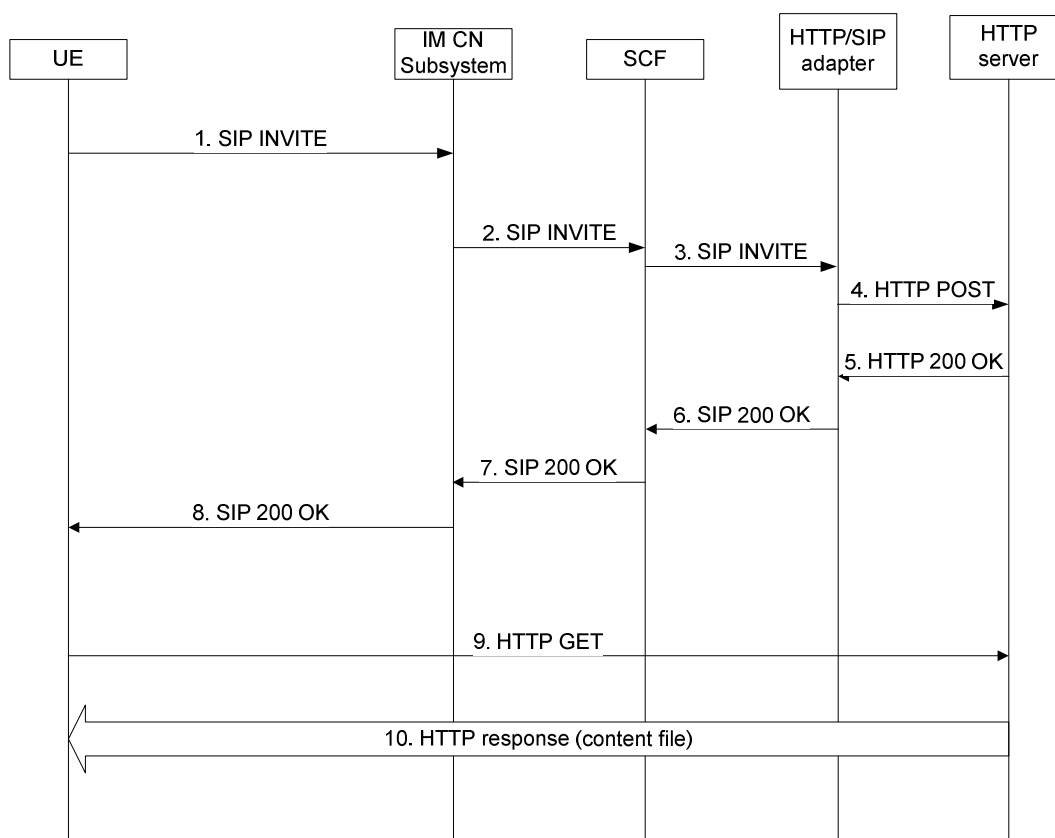 UE
IM CN
Subsystem
SCF
HTTP/SIP
adapter
HTTP
server
1. SIP INVITE
2. SIP INVITE
3. SIP INVITE
4. HTTP POST
5. HTTP 200 OK
6. SIP 200 OK
7. SIP 200 OK
8. SIP 200 OK
9. HTTP GET
10. HTTP response (content file)